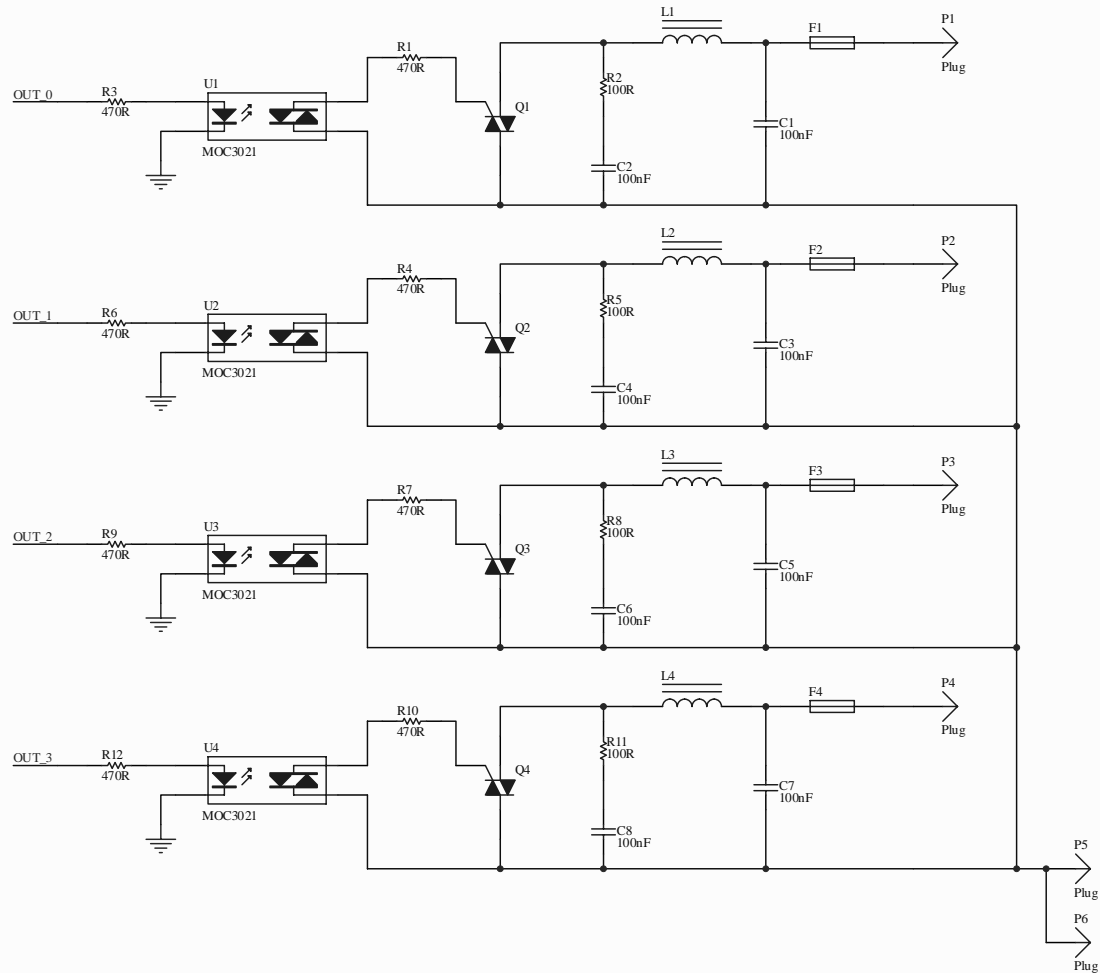 L1
P1
F1
Plug
R1
470R
R2
100R
U1
R3
470R
OUT_0
Q1
C1
100nF
MOC3021
C2
100nF
L2
P2
F2
Plug
R4
470R
R5
100R
U2
R6
470R
OUT_1
Q2
C3
100nF
MOC3021
C4
100nF
L3
P3
F3
Plug
R7
470R
R8
100R
U3
R9
470R
OUT_2
Q3
C5
100nF
MOC3021
C6
100nF
L4
P4
F4
Plug
R10
470R
R11
100R
U4
R12
470R
OUT_3
Q4
C7
100nF
MOC3021
C8
100nF
P5
Plug
P6
Plug